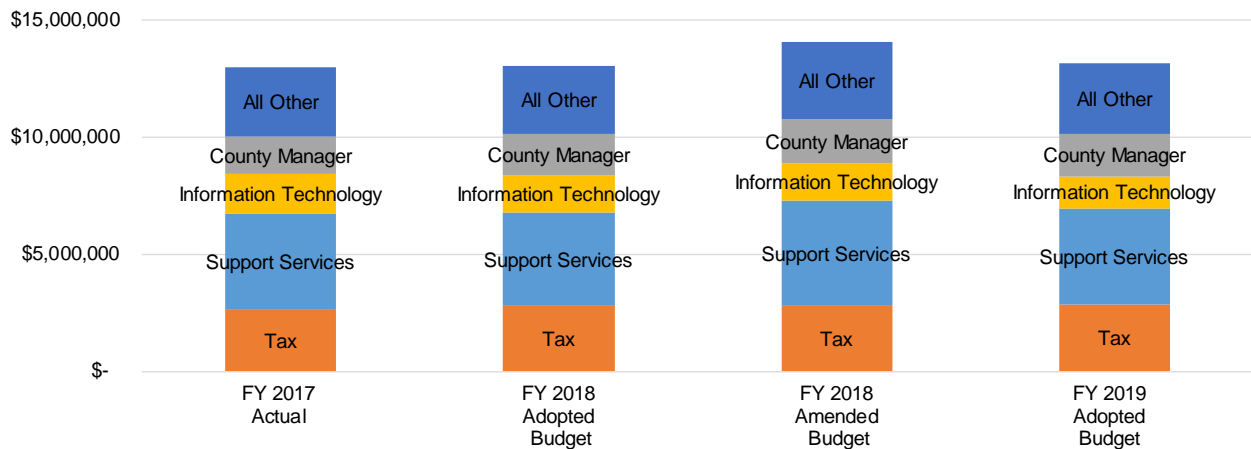 $15,000,000
$10,000,000
$5,000,000
$-
All Other
County Manager
Information Technology
Support Services
Tax
All Other
County Manager
Information Technology
Support Services
Tax
All Other
County Manager
Information Technology
Support Services
Tax
All Other
County Manager
Information Technology
Support Services
Tax
FY 2017
Actual
FY 2018
Adopted
Budget
FY 2018
Amended
Budget
FY 2019
Adopted
Budget